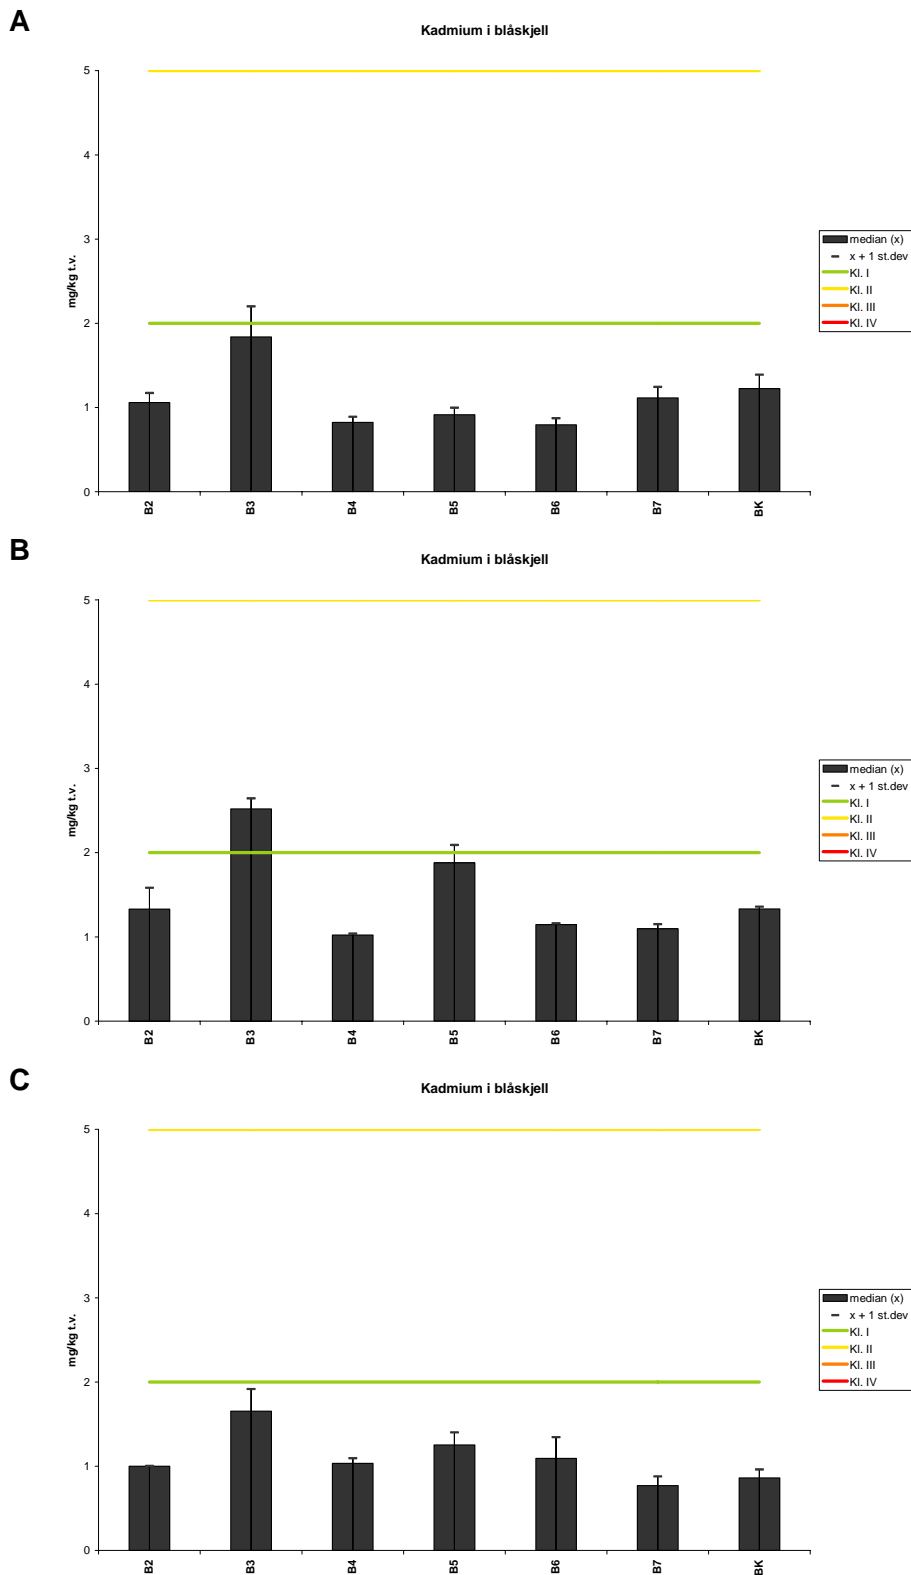 A
Kadmium i blåskjell
mg/kg t.v.
5
4
3
2
1
0
B2
B3
B4
B5
B6
B7
BK
median (x)
x + 1 st.dev
Kl. I
Kl. II
Kl. III
Kl. IV
B
Kadmium i blåskjell
mg/kg t.v.
5
4
3
2
1
0
B2
B3
B4
B5
B6
B7
BK
median (x)
x + 1 st.dev
Kl. I
Kl. II
Kl. III
Kl. IV
C
Kadmium i blåskjell
mg/kg t.v.
5
4
3
2
1
0
B2
B3
B4
B5
B6
B7
BK
median (x)
x + 1 st.dev
Kl. I
Kl. II
Kl. III
Kl. IV